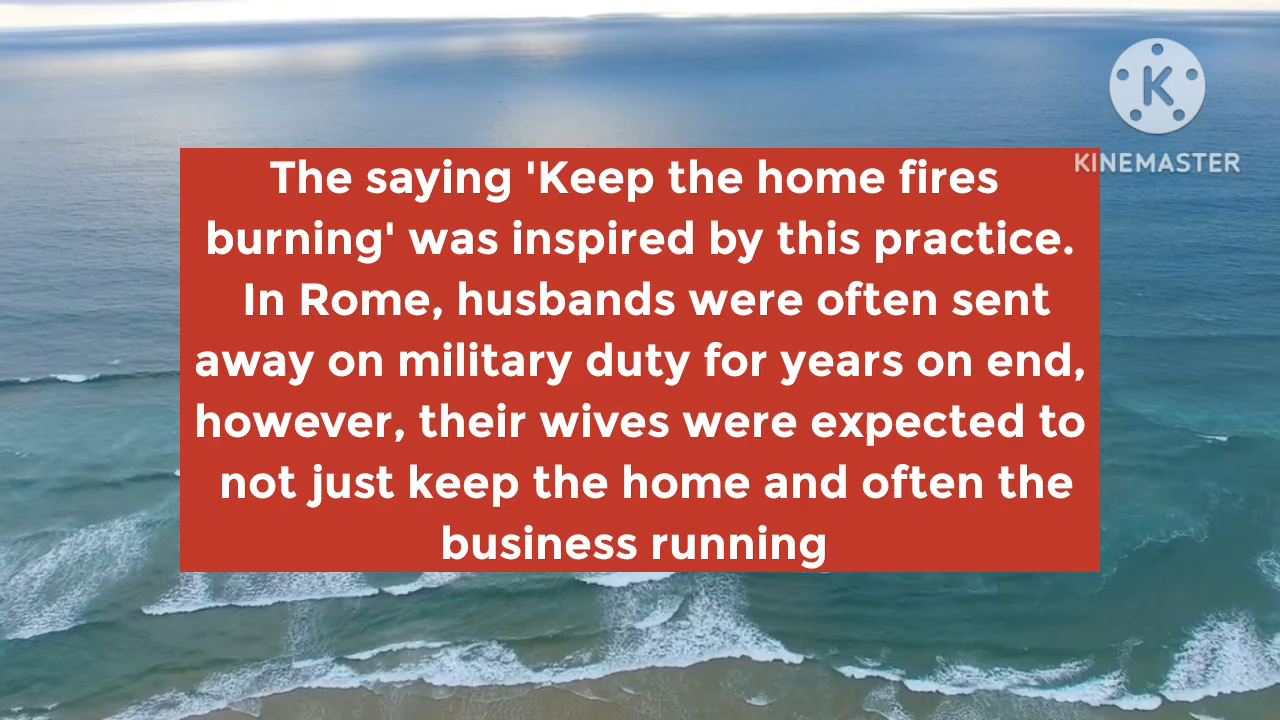 KINEMASTER
The saying 'Keep the home fires
burning' was inspired by this practice.
In Rome, husbands were often sent
away on military duty for years on end,
however, their wives were expected to
not just keep the home and often the
business running